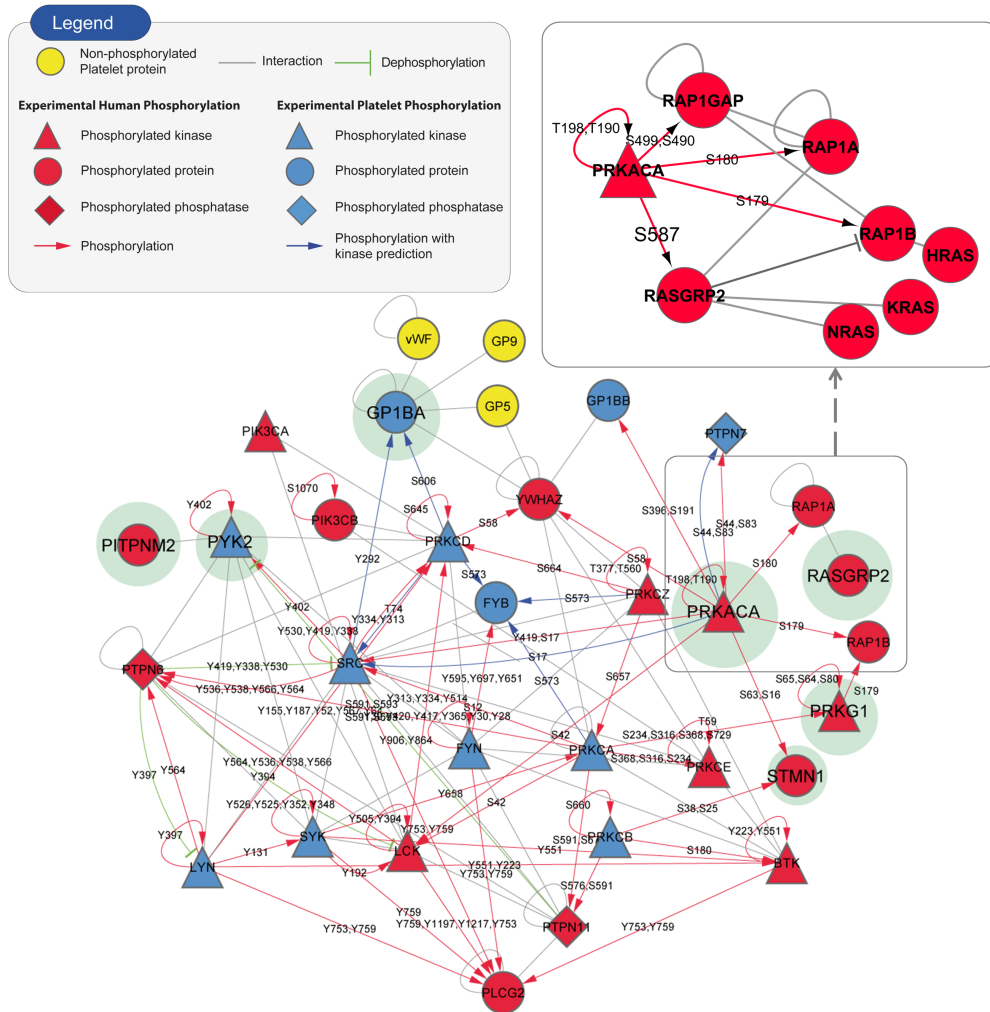 Legend
Non-phosphorylated
Platelet protein
Interaction
Dephosphorylation
Experimental Human Phosphorylation
Experimental Platelet Phosphorylation
Phosphorylated kinase
Phosphorylated kinase
Phosphorylated protein
Phosphorylated protein
Phosphorylated phosphatase
Phosphorylated phosphatase
Phosphorylation
Phosphorylation with
kinase prediction
RAP1GAP
T198,T190
S499,S490
RAP1A
PRKACA
S180
S179
S587
RAP1B
HRAS
RASGRP2
KRAS
NRAS
vWF
GP9
GP1BA
GP5
GP1BB
PIK3CA
PTPN7
S606
S1070
S645
YWHAZ
S396,S191
Y402
PIK3CB
S58
S44,S83
S44,S83
RAP1A
PITPNM2
PYK2
PRKCD
Y292
S58
S664
S180
S573
T377,T560
T198,T190
RASGRP2
PRKCZ
FYB
S573
PRKACA
Y402
T74
Y334,Y313
S179
RAP1B
Y530,Y419,Y338
Y419,S17
S17
SRC
PTPN6
Y419,Y338,Y530
S573
S657
S65,S64,S80
Y536,Y538,Y566,Y564
Y595,Y697,Y651
S179
Y313,Y334,Y514
S63,S16
PRKG1
S12
T59
Y906,Y864
S42
S234,S316,S368,S729
FYN
PRKCA
S368,S316,S234
PRKCE
STMN1
Y397
Y564
Y564,Y536,Y538,Y566
Y394
Y658
S42
Y526,Y525,Y352,Y348
Y505,Y394
S660
S38,S25
Y397
SYK
Y753,Y759
PRKCB
Y223,Y551
LCK
Y551
S180
LYN
Y131
Y192
Y551,Y223
Y753,Y759
BTK
S576,S591
Y759
Y759,Y1197,Y1217,Y753
PTPN11
Y753,Y759
Y753,Y759
PLCG2